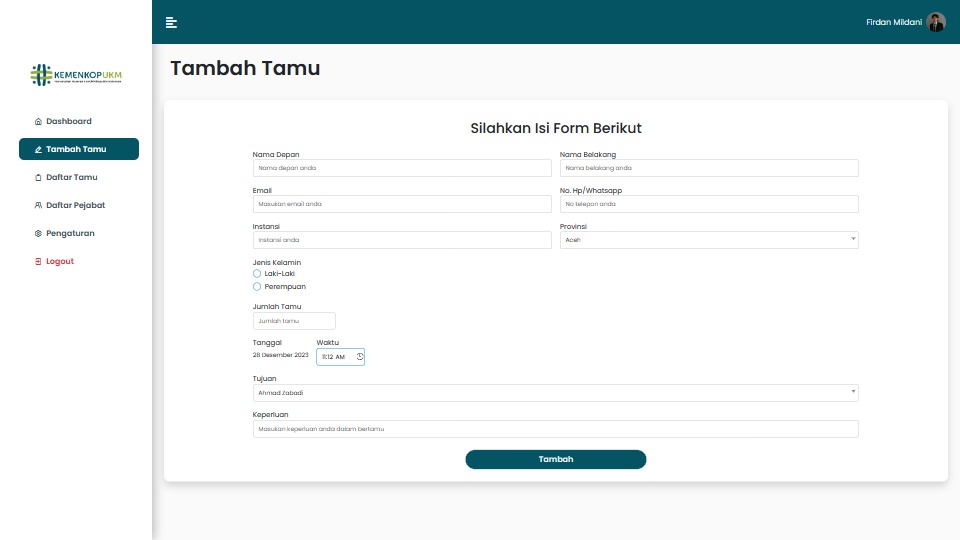 Firdan Mildani
KEMENKOPUKM
Dashboard
Tambah Tamu
Daftar Tamu
Daftar Pejabat
Pengaturan
Logout
Tambah Tamu
Silahkan Isi Form Berikut
Nama Depan
Nama depan anda
Nama Belakang
Nama belakang anda
Email
Masukan email anda
No. Hp/Whatsapp
No telepon anda
Instansi
Instansi anda
Provinsi
Aceh
Jenis Kelamin
Laki-Laki
Perempuan
Jumlah Tamu
Jumlah tamu
Tanggal
28 Desember 2023
Waktu
11:12 AM
Tujuan
Ahmad Zabadi
Keperluan
Masukan keperluan anda dalam bertamu
Tambah